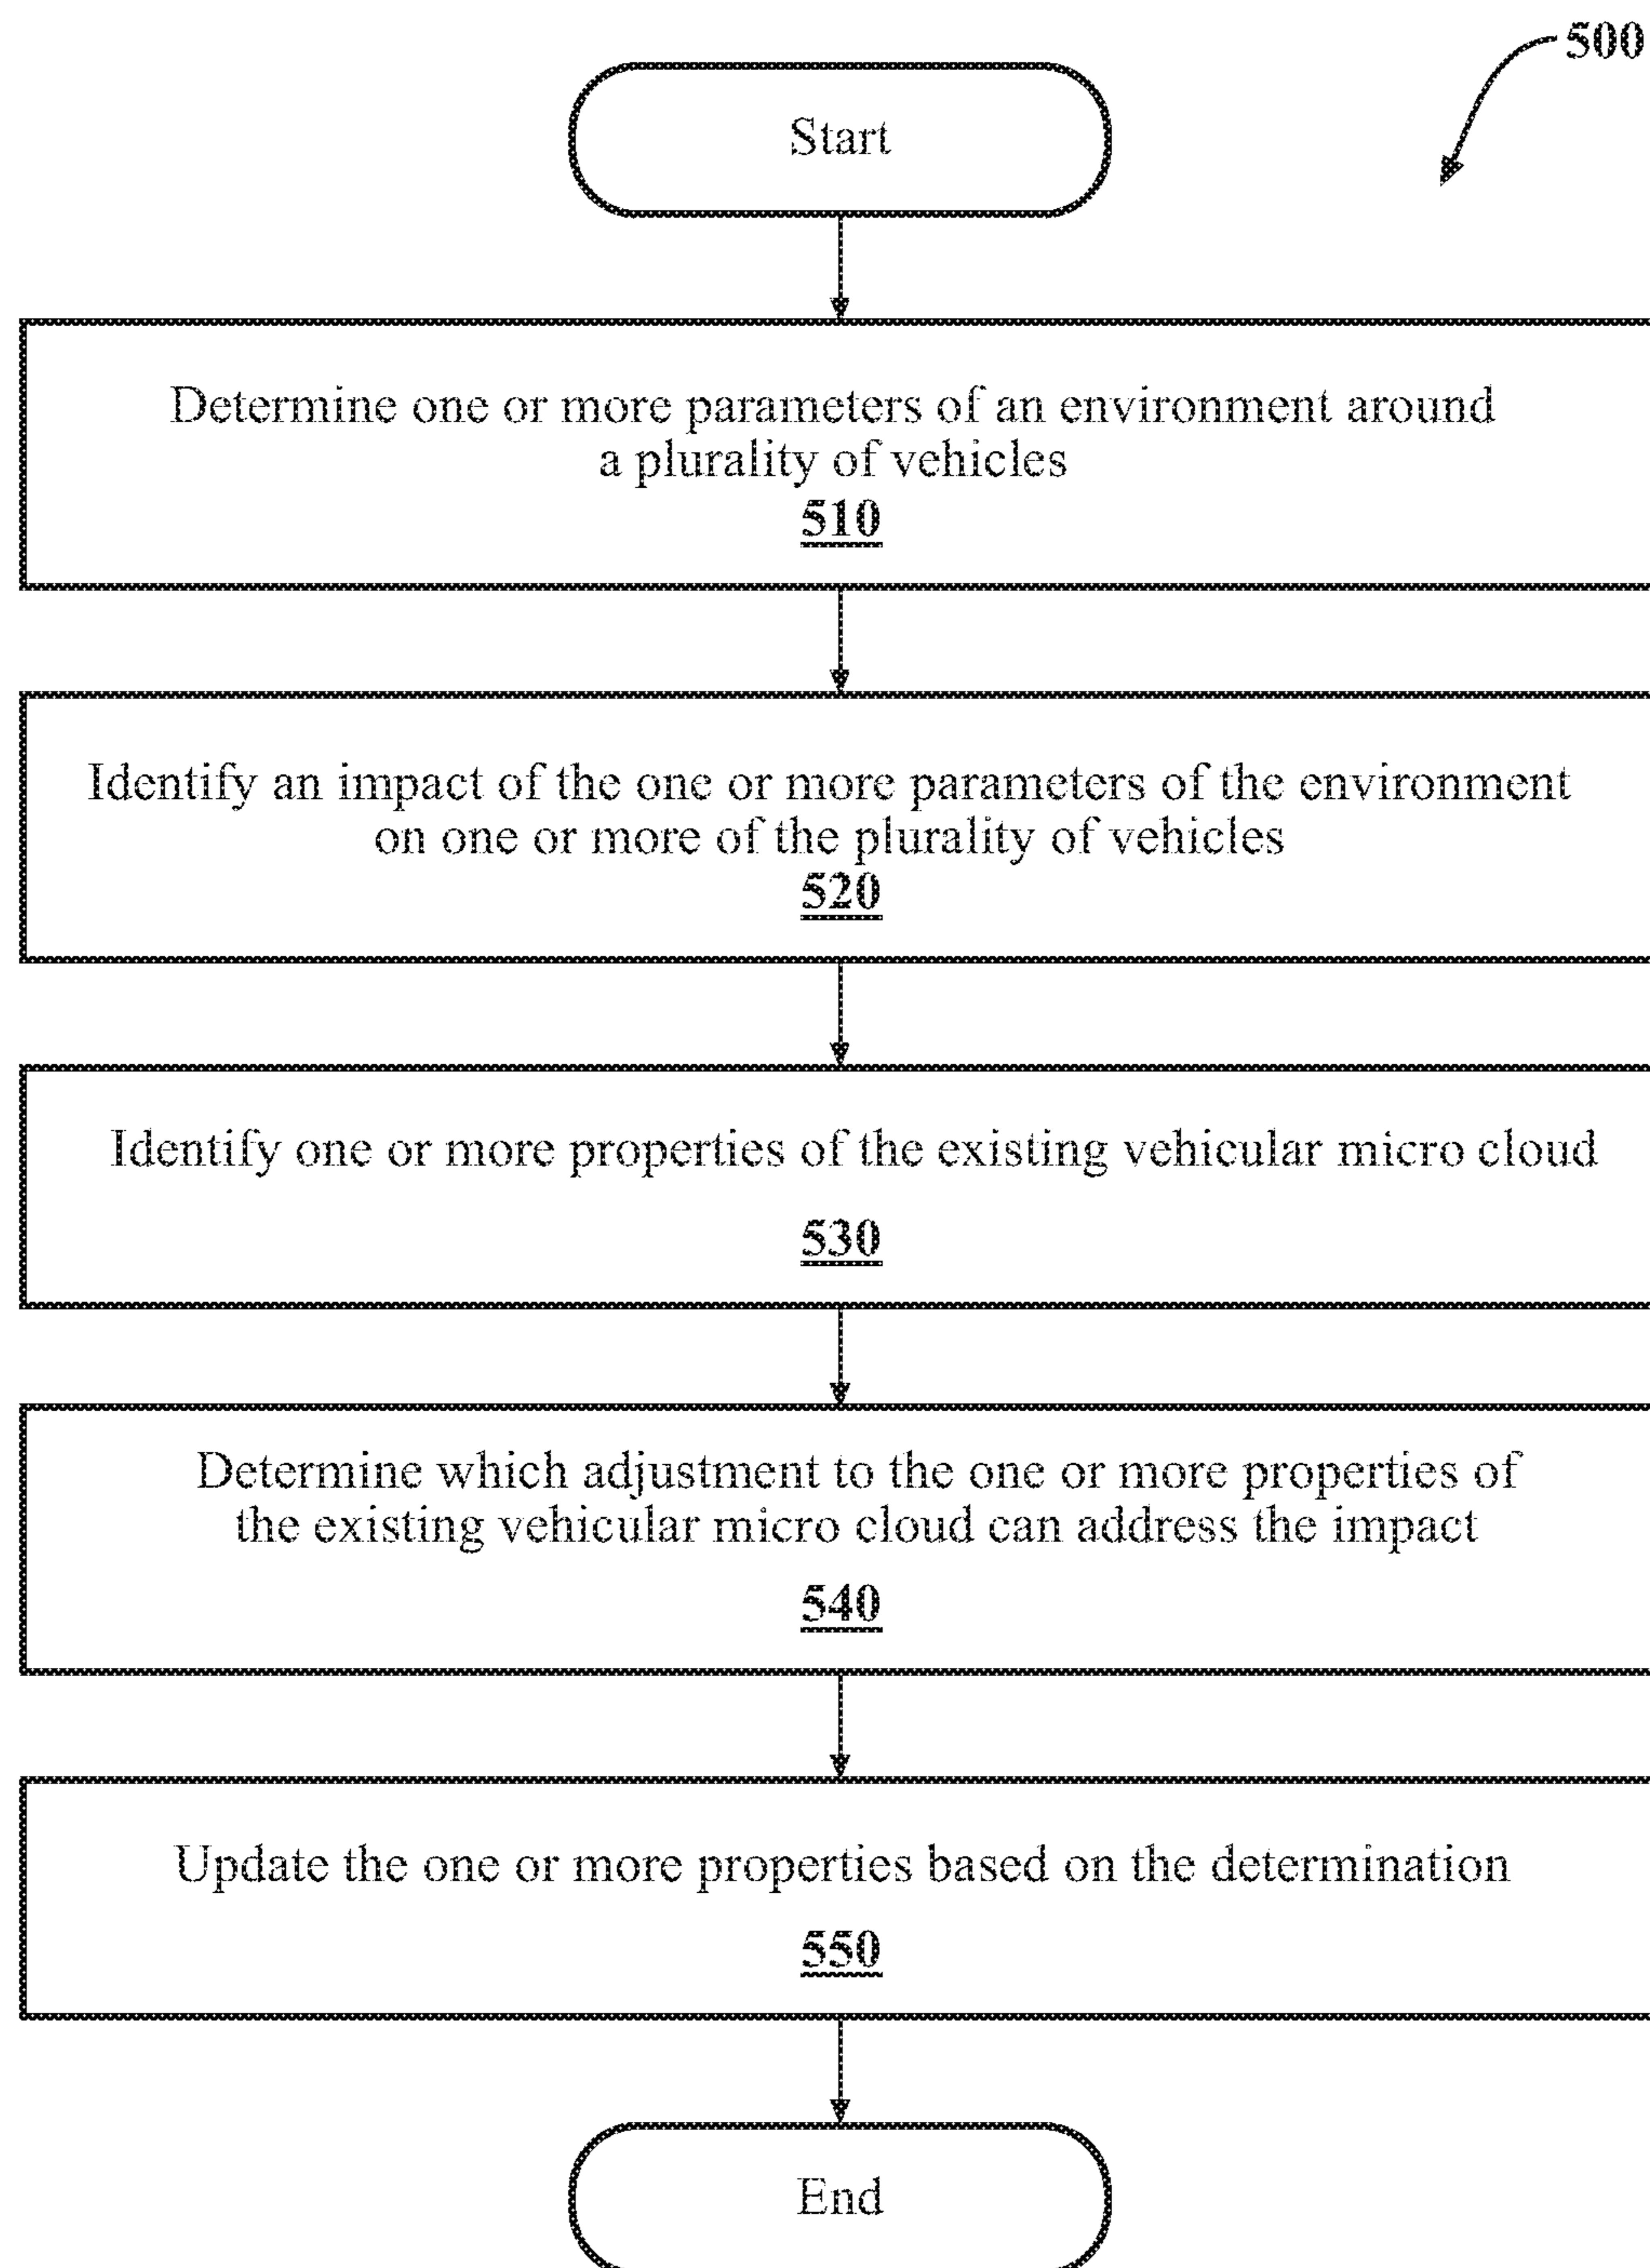 500
Start
Determine one or more parameters of an environment around
a plurality of vehicles
510
Identify an impact of the one or more parameters of the environment
on one or more of the plurality of vehicles
520
Identify one or more properties of the existing vehicular micro cloud
530
Determine which adjustment to the one or more properties of
the existing vehicular micro cloud can address the impact
540
Update the one or more properties based on the determination
550
End